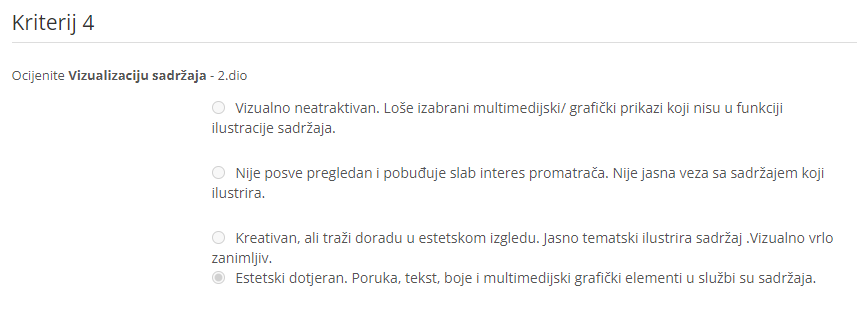 Kriterij 4
Ocijenite Vizualizaciju sadržaja - 2.dio
Vizualno neatraktivan. Loše izabrani multimedijski/ grafički prikazi koji nisu u funkciji
ilustracije sadržaja.
Nije posve pregledan i pobuđuje slab interes promatrača. Nije jasna veza sa sadržajem koji
ilustrira.
Kreativan, ali traži doradu u estetskom izgledu. Jasno tematski ilustrira sadržaj .Vizualno vrlo
zanimljiv.
Estetski dotjeran. Poruka, tekst, boje i multimedijski grafički elementi u službi su sadržaja.